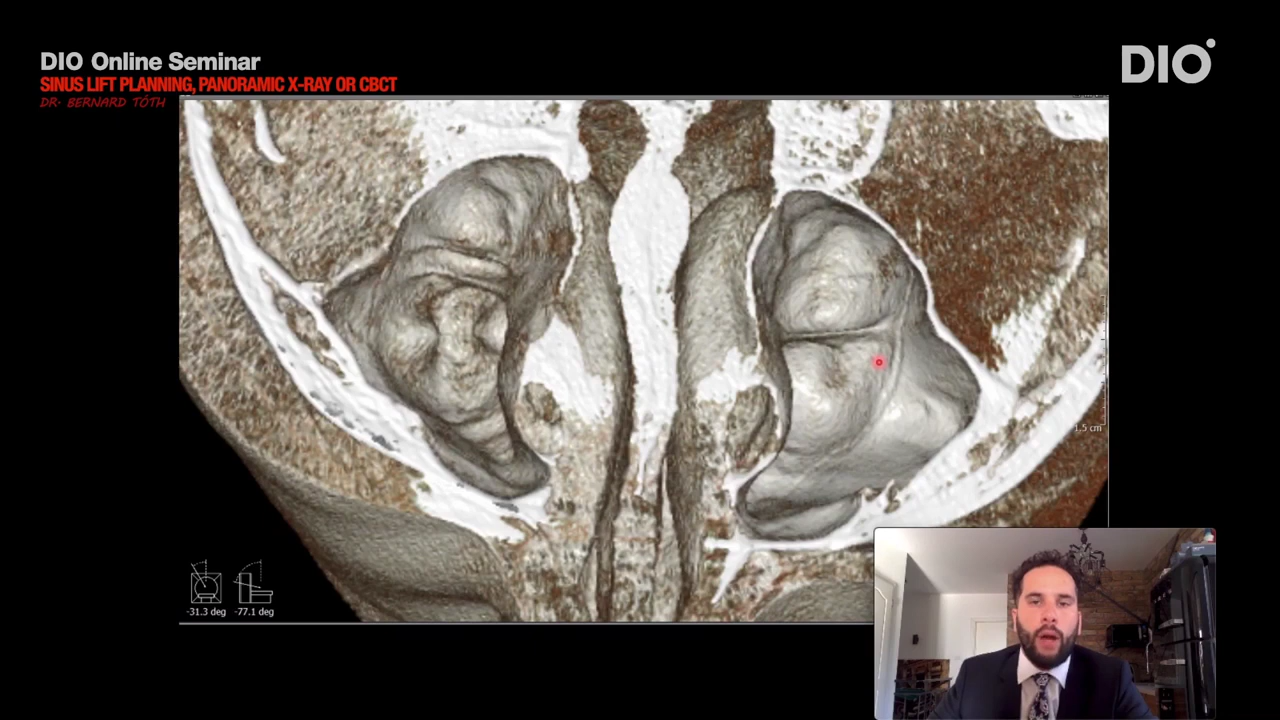 DIO Online Seminar
SINUS LIFT PLANNING, PANORAMIC X-RAY OR CBCT
DR. BERNARD TÓTH
DIO
1.5 cm
-31.3 deg -77.1 deg